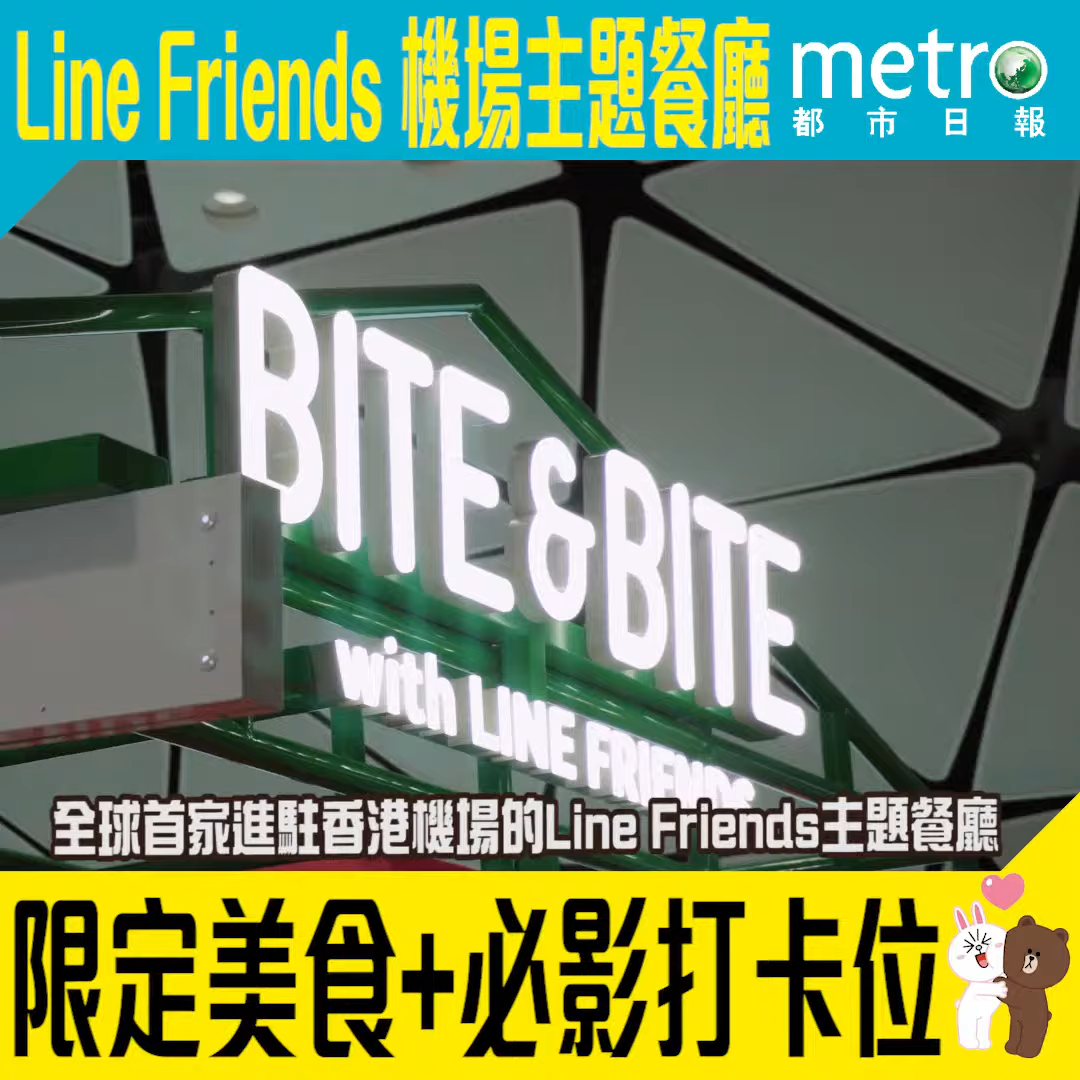 Line Friends 機場主題餐廳
metro
都市日報
BITE & BITE
with LINE FRIENDS
全球首家進駐香港機場的Line Friends主題餐廳
限定美食+必影打卡位